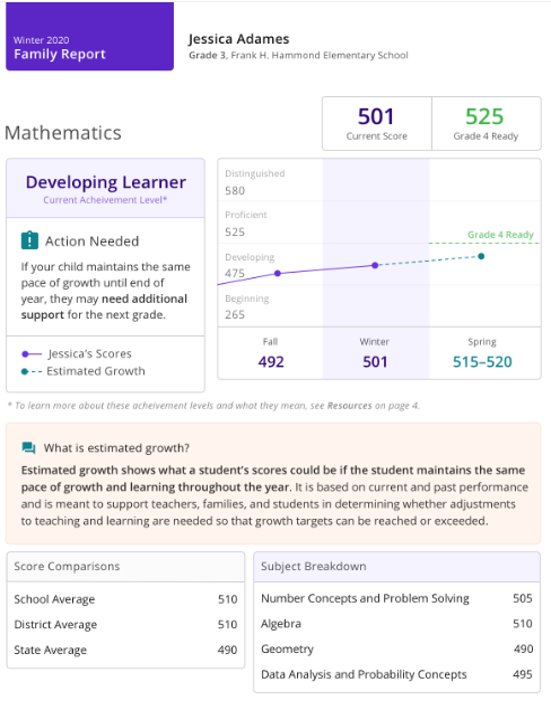 Winter 2020
Family Report
Jessica Adames
Grade 3, Frank H. Hammond Elementary School
Mathematics
501
Current Score
525
Grade 4 Ready
Developing Learner
Current Acheivement Level*
Action Needed
If your child maintains the same
pace of growth until end of
year, they may need additional
support for the next grade.
Jessica's Scores
Estimated Growth
Distinguished
580
Proficient
525
Grade 4 Ready
Developing
475
Beginning
265
Fall
492
Winter
501
Spring
515–520
* To learn more about these acheivement levels and what they mean, see Resources on page 4.
What is estimated growth?
Estimated growth shows what a student's scores could be if the student maintains the same
pace of growth and learning throughout the year. It is based on current and past performance
and is meant to support teachers, families, and students in determining whether adjustments
to teaching and learning are needed so that growth targets can be reached or exceeded.
Score Comparisons
School Average 510
District Average 510
State Average 490
Subject Breakdown
Number Concepts and Problem Solving 505
Algebra 510
Geometry 490
Data Analysis and Probability Concepts 495